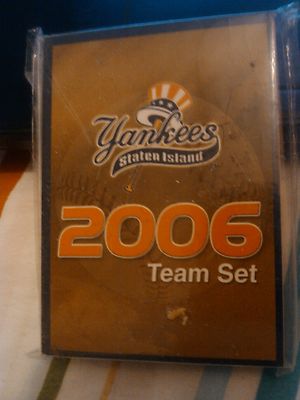 Yankees
Staten Island
2006
Team Set